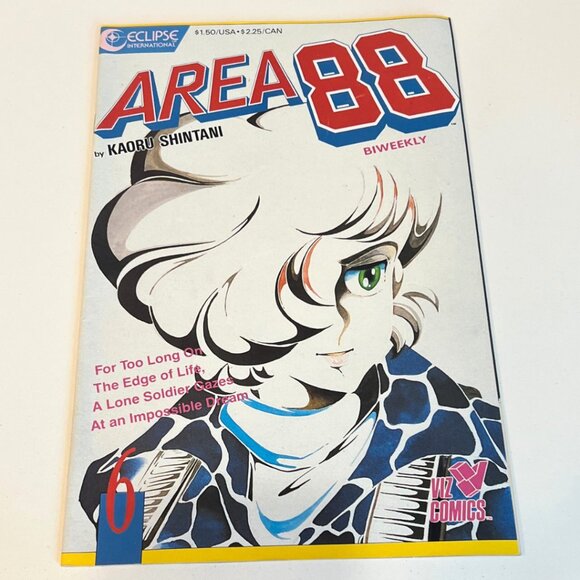 ECLIPSE
INTERNATIONAL
$1.50/USA•$2.25/CAN
AREA 88
by KAORU SHINTANI
BIWEEKLY
For Too Long On
The Edge of Life,
A Lone Soldier Gazes
At an Impossible Dream
6
VIZ
COMICS™